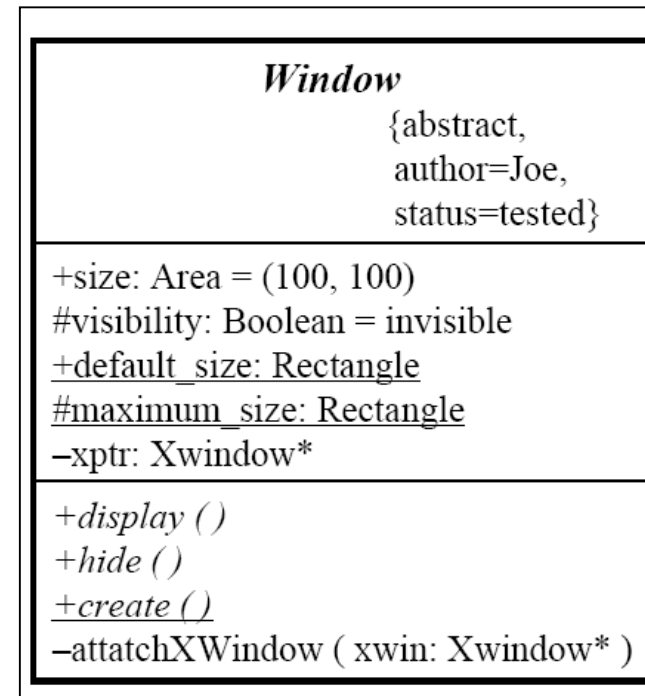 Window
{abstract,
author=Joe,
status=tested}
+size: Area = (100, 100)
#visibility: Boolean = invisible
+default_size: Rectangle
#maximum_size: Rectangle
–xptr: Xwindow*
+display ( )
+hide ( )
+create ( )
–attatchXWindow ( xwin: Xwindow* )